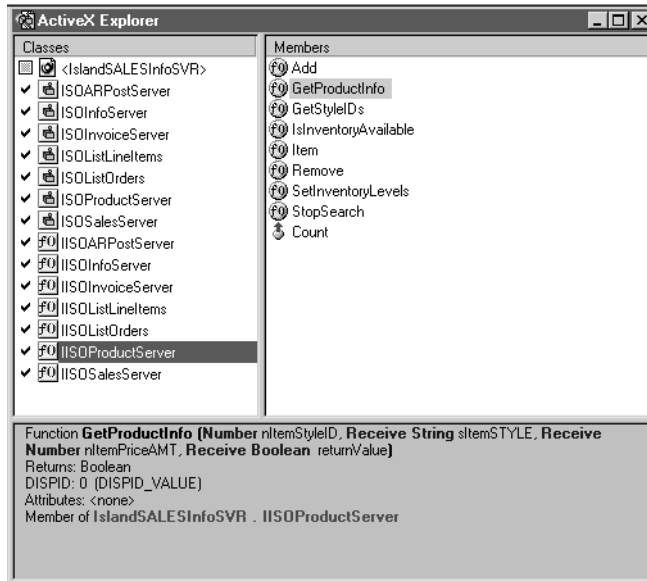 ActiveX Explorer
Classes
<IslandSALESInfoSVR>
ISOARPostServer
ISOInfoServer
ISOInvoiceServer
ISOListLineItems
ISOListOrders
ISOProductServer
ISOSalesServer
IISOARPostServer
IISOInfoServer
IISOInvoiceServer
IISOListLineItems
IISOListOrders
IISOProductServer
IISOSalesServer
Members
Add
GetProductInfo
GetStyleIDs
IsInventoryAvailable
Item
Remove
SetInventoryLevels
StopSearch
Count
Function GetProductInfo (Number nItemStyleID, Receive String sItemSTYLE, Receive
Number nItemPriceAMT, Receive Boolean returnValue)
Returns: Boolean
DISPID: 0 (DISPID_VALUE)
Attributes: <none>
Member of IslandSALESInfoSVR . IISOProductServer